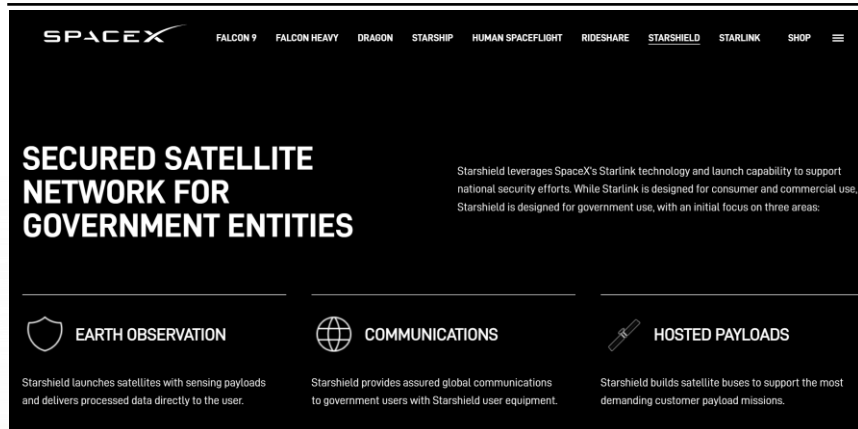 SPACEX FALCON 9 FALCON HEAVY DRAGON STARSHIP HUMAN SPACEFLIGHT RIDESHARE STARSHIELD STARLINK SHOP
SECURED SATELLITE
NETWORK FOR
GOVERNMENT ENTITIES
Starshield leverages SpaceX's Starlink technology and launch capability to support
national security efforts. While Starlink is designed for consumer and commercial use,
Starshield is designed for government use, with an initial focus on three areas:
EARTH OBSERVATION
Starshield launches satellites with sensing payloads
and delivers processed data directly to the user.
COMMUNICATIONS
Starshield provides assured global communications
to government users with Starshield user equipment.
HOSTED PAYLOADS
Starshield builds satellite buses to support the most
demanding customer payload missions.